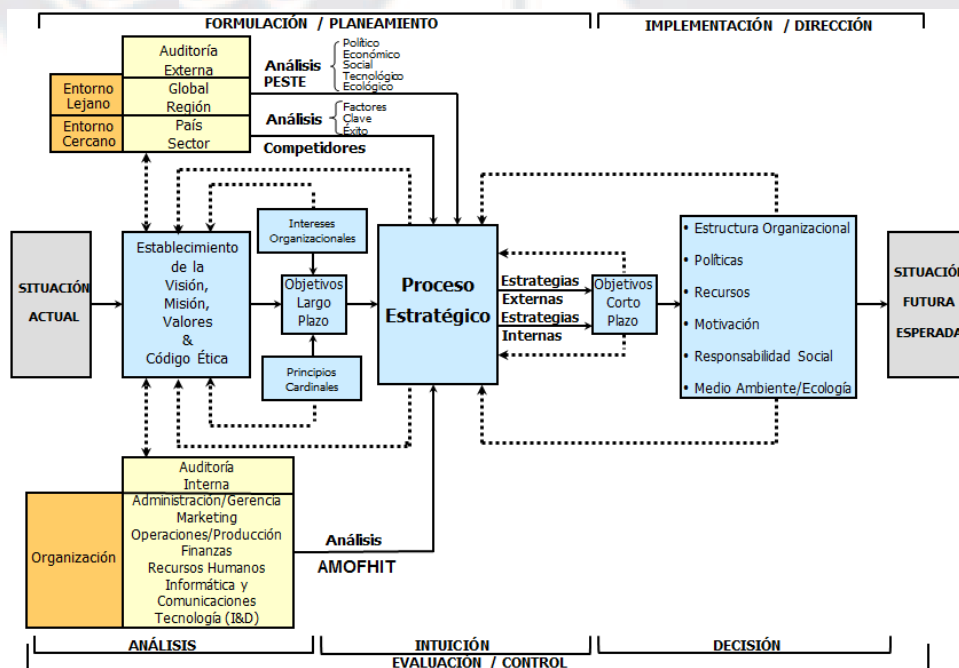 FORMULACIÓN / PLANEAMIENTO
IMPLEMENTACIÓN / DIRECCIÓN
Auditoría
Externa
Entorno
Lejano
Global
Región
Entorno
Cercano
País
Sector
Análisis
PESTE
Político
Económico
Social
Tecnológico
Ecológico
Análisis
Competidores
Factores
Clave
Éxito
SITUACIÓN
ACTUAL
Establecimiento
de la
Visión,
Misión,
Valores
&
Código Ética
Intereses
Organizacionales
Objetivos
Largo
Plazo
Principios
Cardinales
Proceso
Estratégico
Estrategias
Externas
Estrategias
Internas
Objetivos
Corto
Plazo
• Estructura Organizacional
• Políticas
• Recursos
• Motivación
• Responsabilidad Social
• Medio Ambiente/Ecología
SITUACIÓN
FUTURA
ESPERADA
Auditoría
Interna
Organización
Administración/Gerencia
Marketing
Operaciones/Producción
Finanzas
Recursos Humanos
Informática y
Comunicaciones
Tecnología (I&D)
Análisis
AMOFHIT
ANÁLISIS
INTUICIÓN
DECISIÓN
EVALUACIÓN / CONTROL